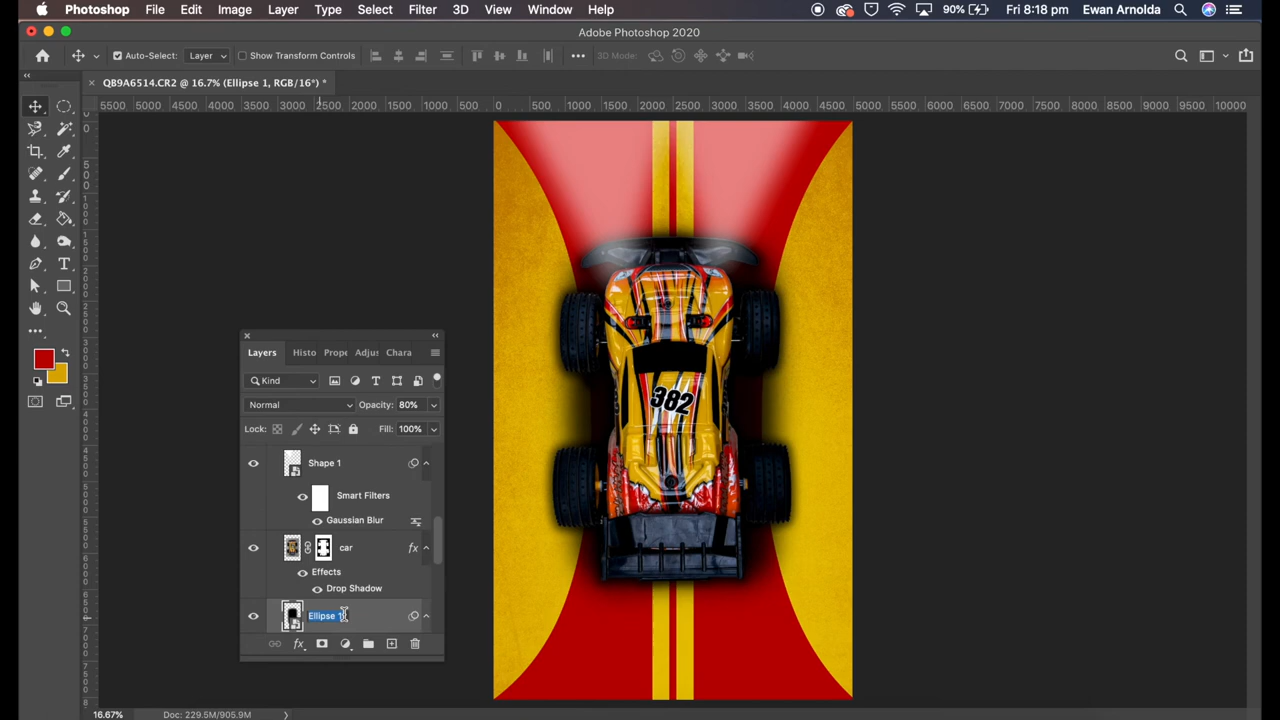 Photoshop File Edit Image Layer Type Select Filter 3D View Window Help 90% Fri 8:18 pm Ewan Arnolda
Adobe Photoshop 2020
Auto-Select: Layer Show Transform Controls 3D Mode:
QB9A6514.CR2 @ 16.7% (Ellipse 1, RGB/16*) *
5500 5000 4500 4000 3500 3000 2500 2000 1500 1000 500 0 500 1000 1500 2000 2500 3000 3500 4000 4500 5000 5500 6000 6500 7000 7500 8000 8500 9000 9500 10000
382
Layers Histo Prope Adjus Chara
Kind
Normal Opacity: 80%
Lock: Fill: 100%
Shape 1
Smart Filters
Gaussian Blur
car fx
Effects
Drop Shadow
Ellipse 1
fx
16.67% Doc: 229.5M/905.9M